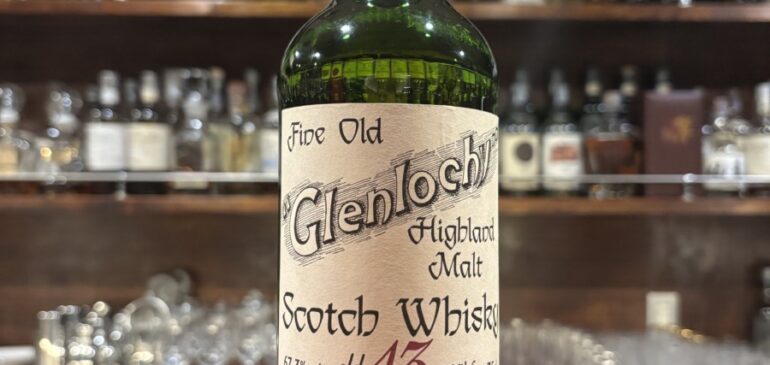 Fine Old
"Glenlochy"
Highland
Malt
Scotch Whisky
13